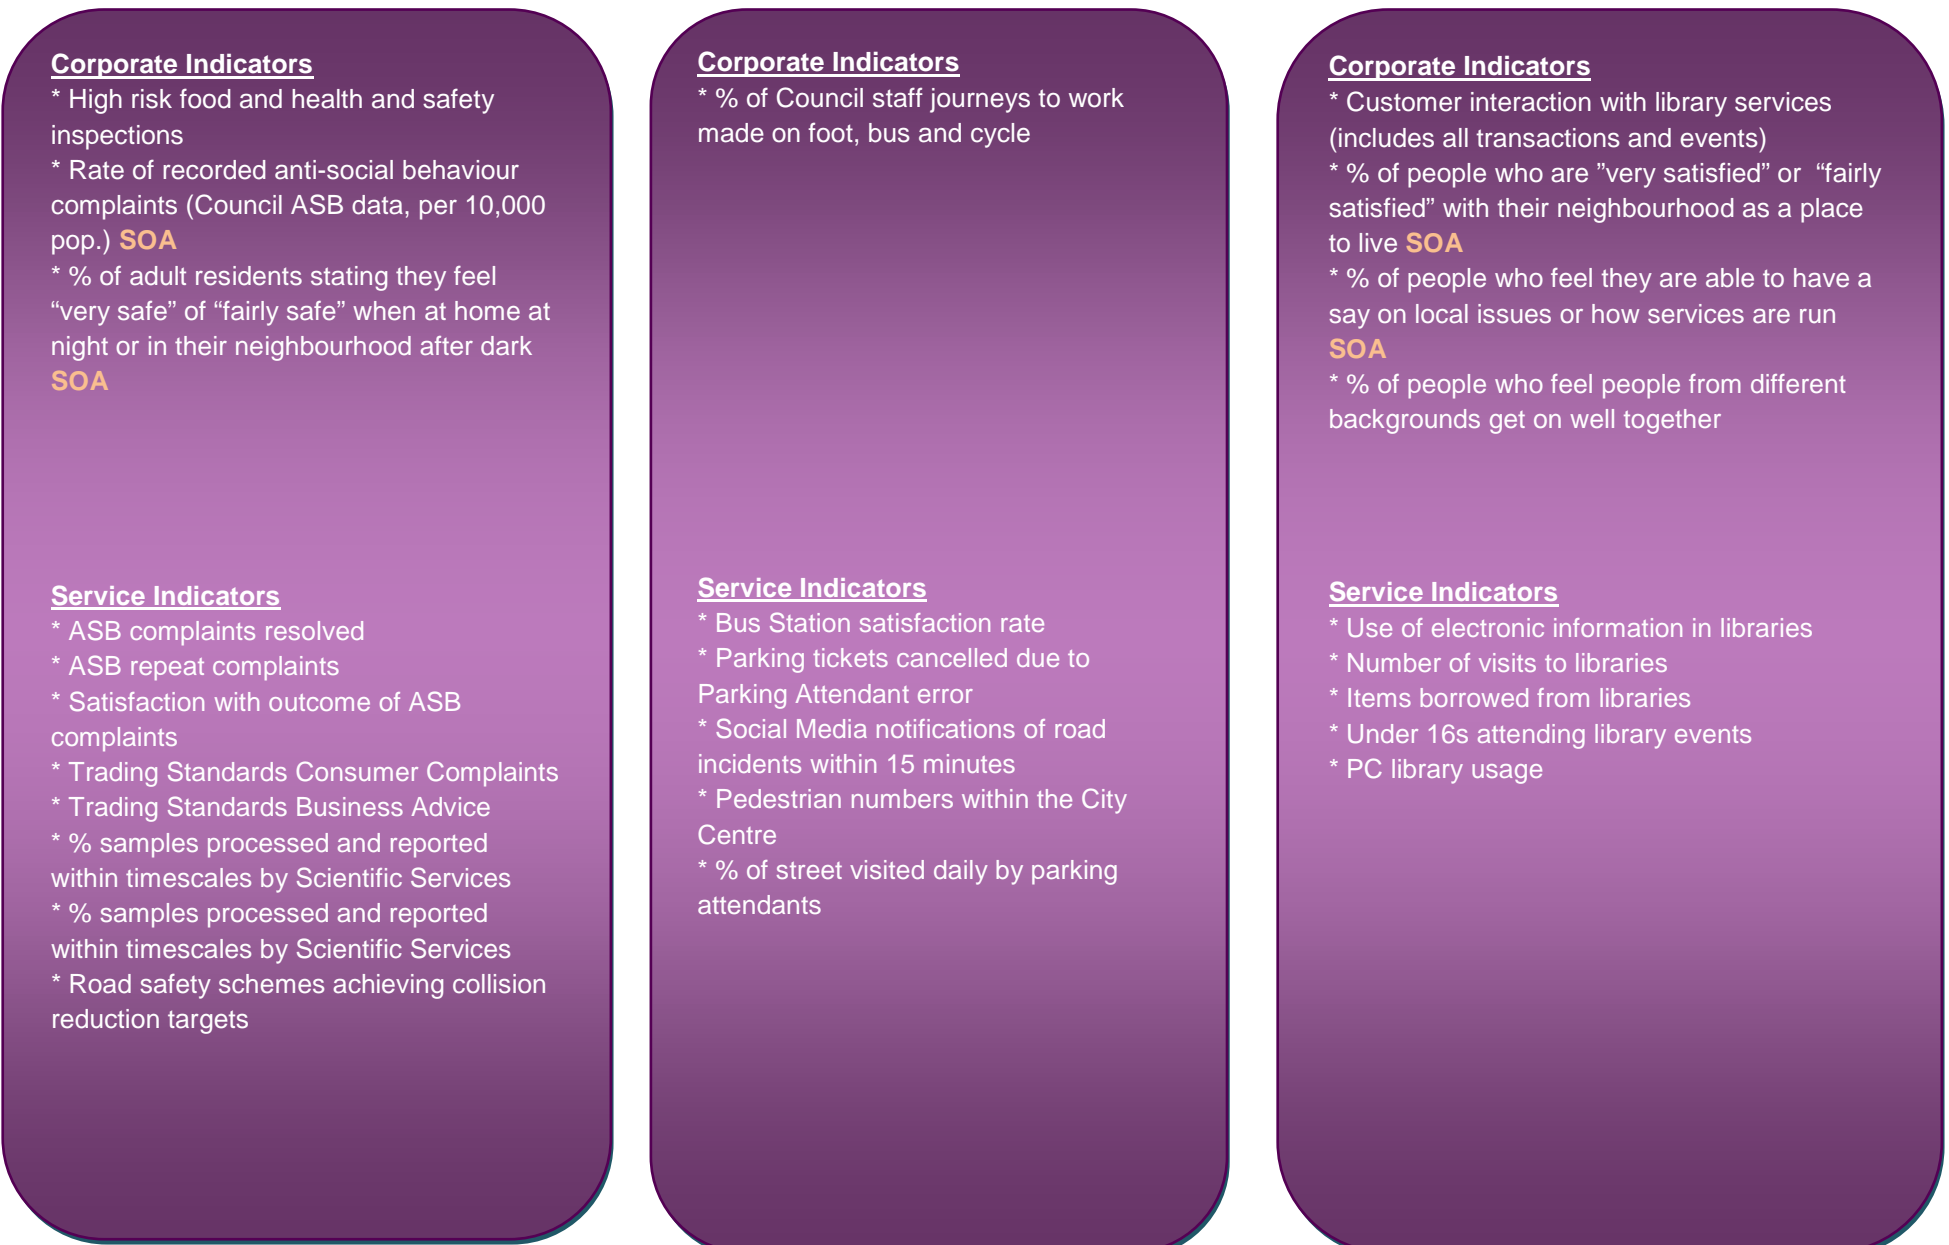 Corporate Indicators
* High risk food and health and safety
inspections
* Rate of recorded anti-social behaviour
complaints (Council ASB data, per 10,000
pop.) SOA
* % of adult residents stating they feel
“very safe” of “fairly safe” when at home at
night or in their neighbourhood after dark
SOA
Service Indicators
* ASB complaints resolved
* ASB repeat complaints
* Satisfaction with outcome of ASB
complaints
* Trading Standards Consumer Complaints
* Trading Standards Business Advice
* % samples processed and reported
within timescales by Scientific Services
* % samples processed and reported
within timescales by Scientific Services
* Road safety schemes achieving collision
reduction targets
Corporate Indicators
* % of Council staff journeys to work
made on foot, bus and cycle
Service Indicators
* Bus Station satisfaction rate
* Parking tickets cancelled due to
Parking Attendant error
* Social Media notifications of road
incidents within 15 minutes
* Pedestrian numbers within the City
Centre
* % of street visited daily by parking
attendants
Corporate Indicators
* Customer interaction with library services
(includes all transactions and events)
* % of people who are ”very satisfied” or “fairly
satisfied” with their neighbourhood as a place
to live SOA
* % of people who feel they are able to have a
say on local issues or how services are run
SOA
* % of people who feel people from different
backgrounds get on well together
Service Indicators
* Use of electronic information in libraries
* Number of visits to libraries
* Items borrowed from libraries
* Under 16s attending library events
* PC library usage